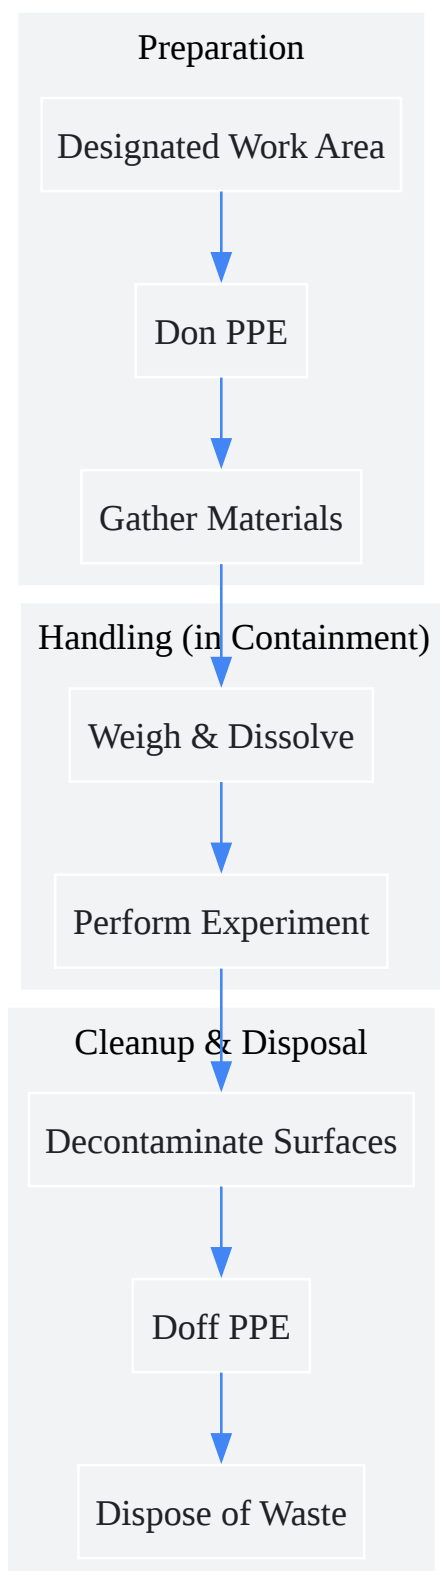 Preparation
Designated Work Area
Don PPE
Gather Materials
Handling (in Containment)
Weigh & Dissolve
Perform Experiment
Cleanup & Disposal
Decontaminate Surfaces
Doff PPE
Dispose of Waste